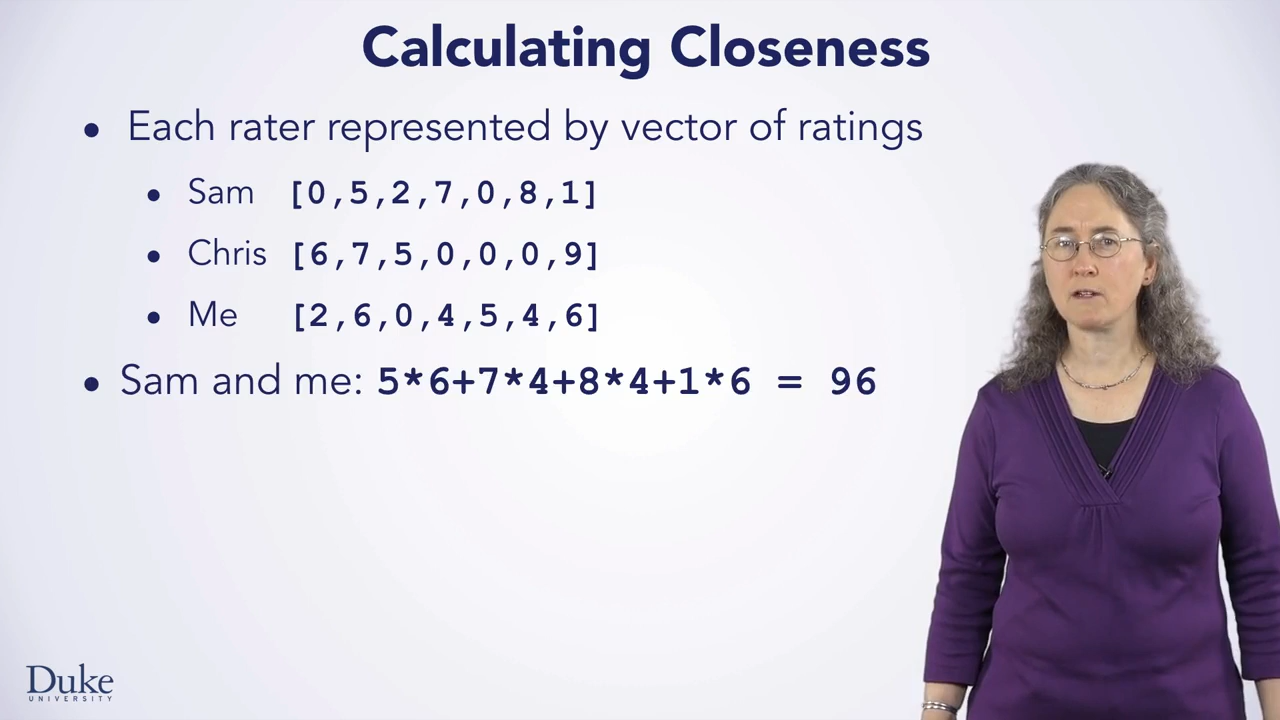 Calculating Closeness
• Each rater represented by vector of ratings
• Sam [0,5,2,7,0,8,1]
• Chris [6,7,5,0,0,0,9]
• Me [2,6,0,4,5,4,6]
• Sam and me: 5*6+7*4+8*4+1*6 = 96
Duke
UNIVERSITY